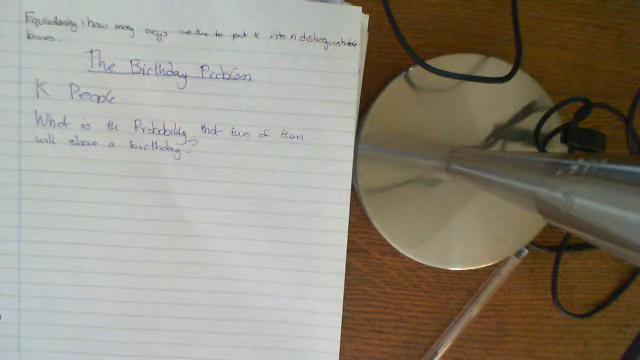 Equivalently: how many ways are there to put k into n distinguishable
boxes
The Birthday Problem
K People
What is the Probability that two of them
will share a birthday?